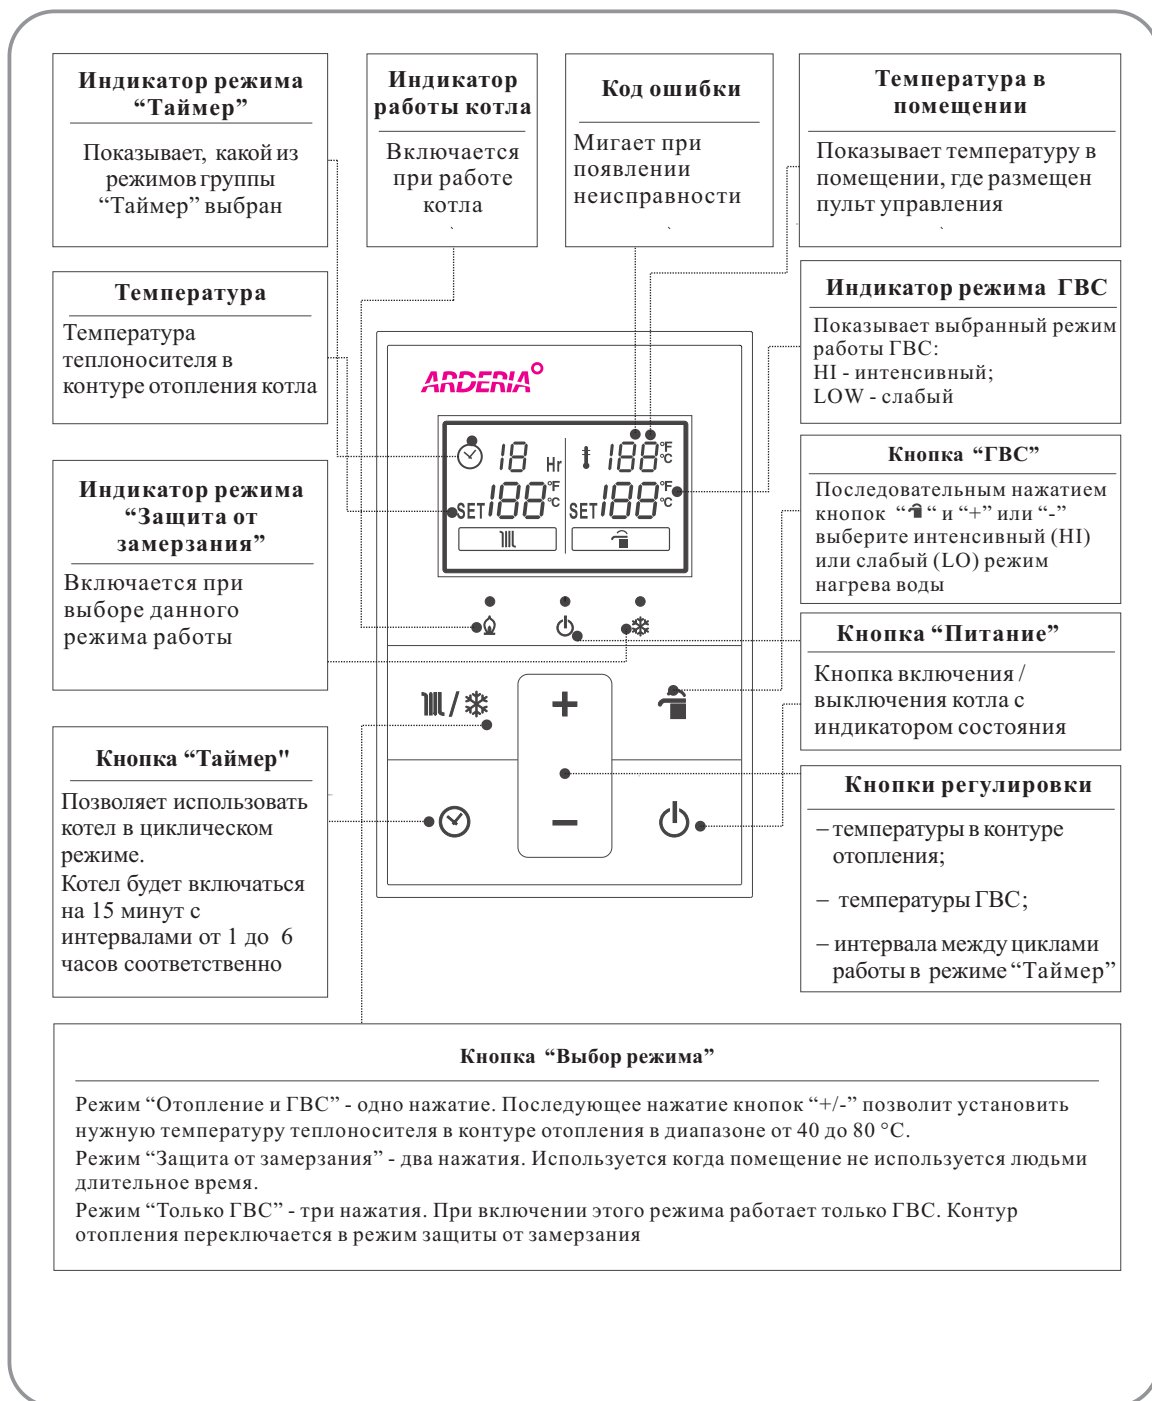 Индикатор режима
“Таймер”
Показывает, какой из
режимов группы
“Таймер” выбран
Индикатор
работы котла
Включается
при работе
котла
Код ошибки
Мигает при
появлении
неисправности
Температура в
помещении
Показывает температуру в
помещении, где размещен
пульт управления
Температура
Температура
теплоносителя в
контуре отопления котла
Индикатор режима ГВС
Показывает выбранный режим
работы ГВС:
HI - интенсивный;
LOW - слабый
Индикатор режима
“Защита от
замерзания”
Включается при
выборе данного
режима работы
ARDERIA
18 Hr 188 °F °C
SET 188 °F °C SET 188 °F °C
Кнопка “ГВС”
Последовательным нажатием
кнопок “ “ и “+” или “-”
выберите интенсивный (HI)
или слабый (LO) режим
нагрева воды
Кнопка “Питание”
Кнопка включения /
выключения котла с
индикатором состояния
/ +
−
Кнопка “Таймер"
Позволяет использовать
котел в циклическом
режиме.
Котел будет включаться
на 15 минут с
интервалами от 1 до 6
часов соответственно
Кнопки регулировки
– температуры в контуре
отопления;
– температуры ГВС;
– интервала между циклами
работы в режиме “Таймер”
Кнопка “Выбор режима”
Режим “Отопление и ГВС” - одно нажатие. Последующее нажатие кнопок “+/-” позволит установить
нужную температуру теплоносителя в контуре отопления в диапазоне от 40 до 80 °C.
Режим “Защита от замерзания” - два нажатия. Используется когда помещение не используется людьми
длительное время.
Режим “Только ГВС” - три нажатия. При включении этого режима работает только ГВС. Контур
отопления переключается в режим защиты от замерзания